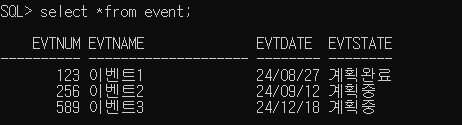 SQL> select *from event;
EVTNUM EVTNAME EVTDATE EVTSTATE
---------- -------------------- -------- --------
123 이벤트1 24/08/27 계획완료
256 이벤트2 24/09/12 계획중
589 이벤트3 24/12/18 계획중